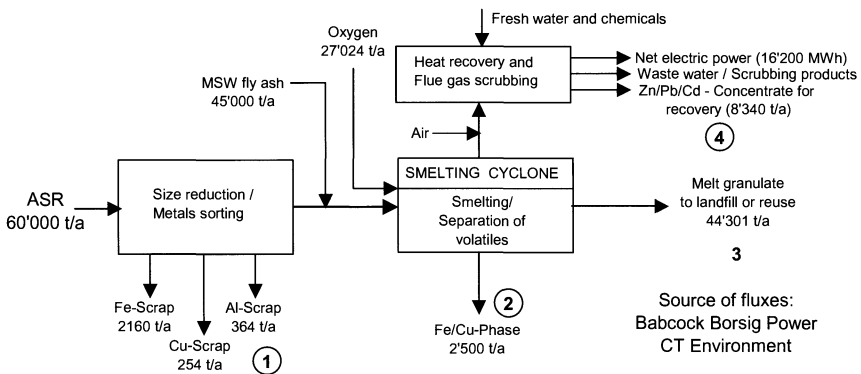 Fresh water and chemicals
Oxygen
27'024 t/a
Heat recovery and
Flue gas scrubbing
Net electric power (16'200 MWh)
Waste water / Scrubbing products
Zn/Pb/Cd - Concentrate for
recovery (8'340 t/a)
4
MSW fly ash
45'000 t/a
Air
ASR
60'000 t/a
Size reduction /
Metals sorting
SMELTING CYCLONE
Smelting/
Separation of
volatiles
Melt granulate
to landfill or reuse
44'301 t/a
3
Fe-Scrap
2160 t/a
Cu-Scrap
254 t/a
Al-Scrap
364 t/a
1
2
Fe/Cu-Phase
2'500 t/a
Source of fluxes:
Babcock Borsig Power
CT Environment